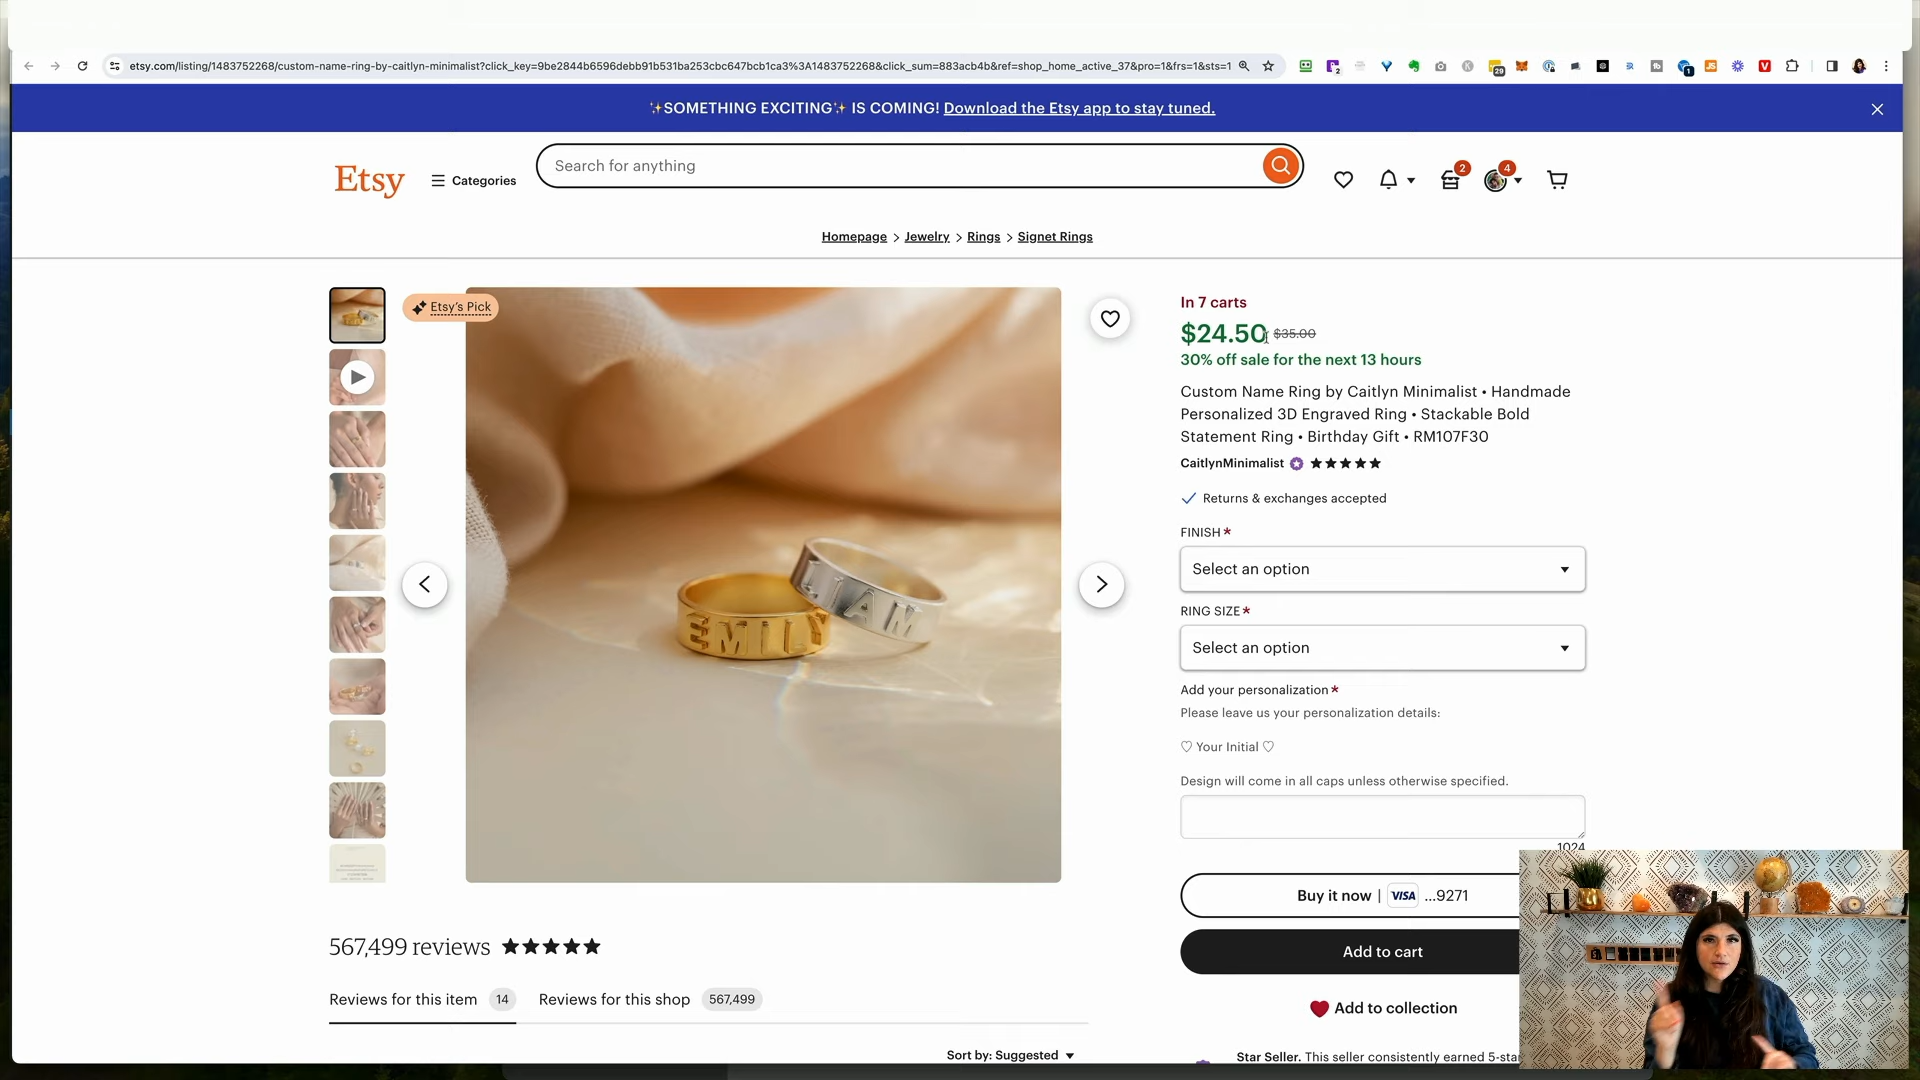 etsy.com/listing/1483752268/custom-name-ring-by-caitlyn-minimalist?click_key=9be2844b6596debb91b531ba253cbc647bcb1ca3%3A1483752268&click_sum=883acb4b&ref=shop_home_active_37&pro=1&frs=1&sts=1
✨SOMETHING EXCITING✨ IS COMING! Download the Etsy app to stay tuned.
Etsy
Categories
Search for anything
2
4
Homepage > Jewelry > Rings > Signet Rings
Etsy's Pick
In 7 carts
$24.50 $35.00
30% off sale for the next 13 hours
Custom Name Ring by Caitlyn Minimalist • Handmade
Personalized 3D Engraved Ring • Stackable Bold
Statement Ring • Birthday Gift • RM107F30
CaitlynMinimalist ★★★★★
Returns & exchanges accepted
FINISH *
Select an option
RING SIZE *
Select an option
Add your personalization *
Please leave us your personalization details:
♡ Your Initial ♡
Design will come in all caps unless otherwise specified.
1024
Buy it now | VISA ...9271
Add to cart
Add to collection
Star Seller. This seller consistently earned 5-sta
EMILY
LIAM
567,499 reviews ★★★★★
Reviews for this item 14
Reviews for this shop 567,499
Sort by: Suggested